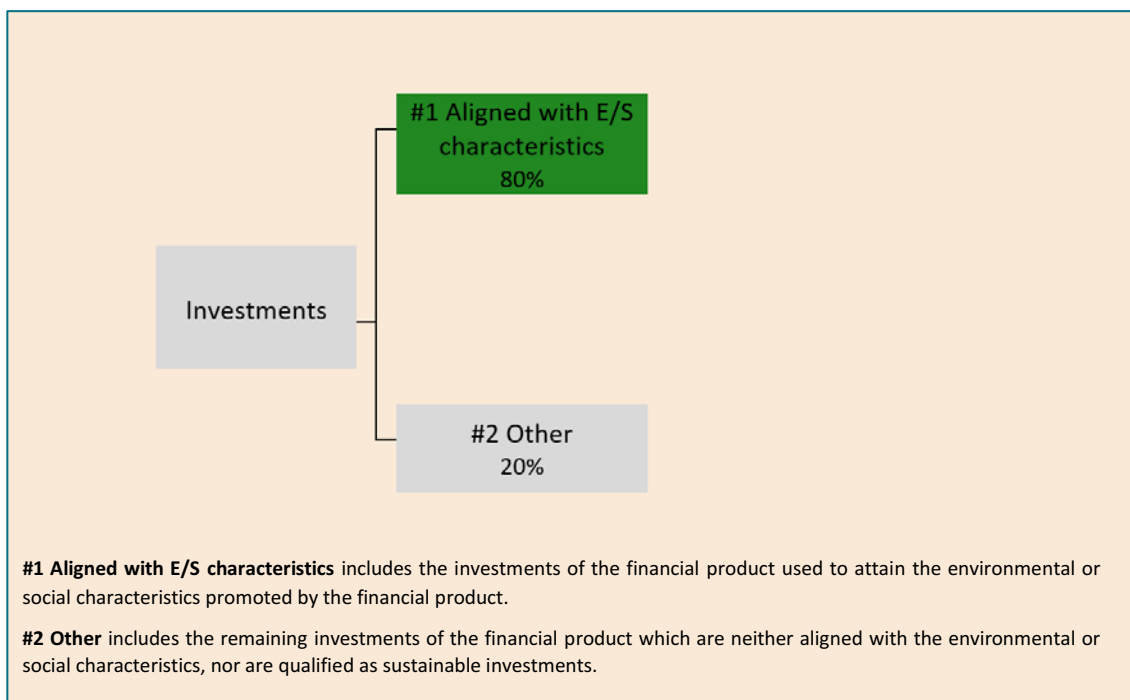 #1 Aligned with E/S
characteristics
80%
Investments
#2 Other
20%
#1 Aligned with E/S characteristics includes the investments of the financial product used to attain the environmental or
social characteristics promoted by the financial product.
#2 Other includes the remaining investments of the financial product which are neither aligned with the environmental or
social characteristics, nor are qualified as sustainable investments.